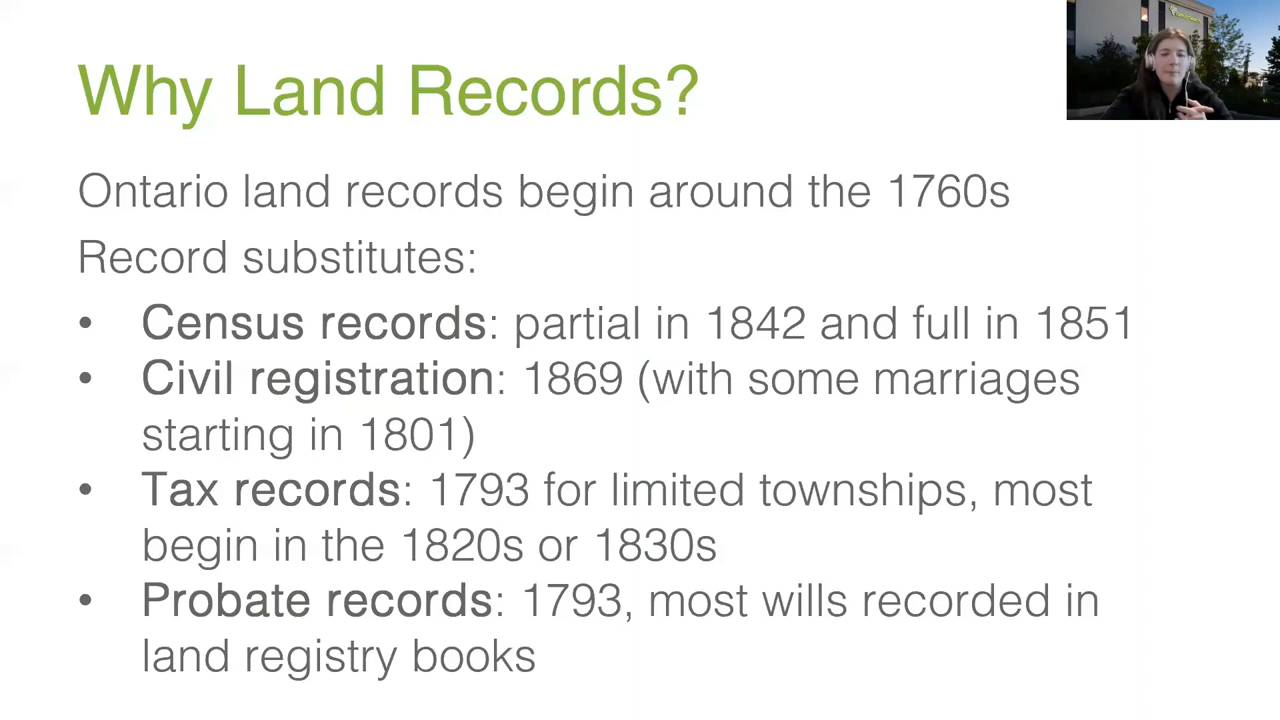 Why Land Records?
Ontario land records begin around the 1760s
Record substitutes:
• Census records: partial in 1842 and full in 1851
• Civil registration: 1869 (with some marriages
starting in 1801)
• Tax records: 1793 for limited townships, most
begin in the 1820s or 1830s
• Probate records: 1793, most wills recorded in
land registry books